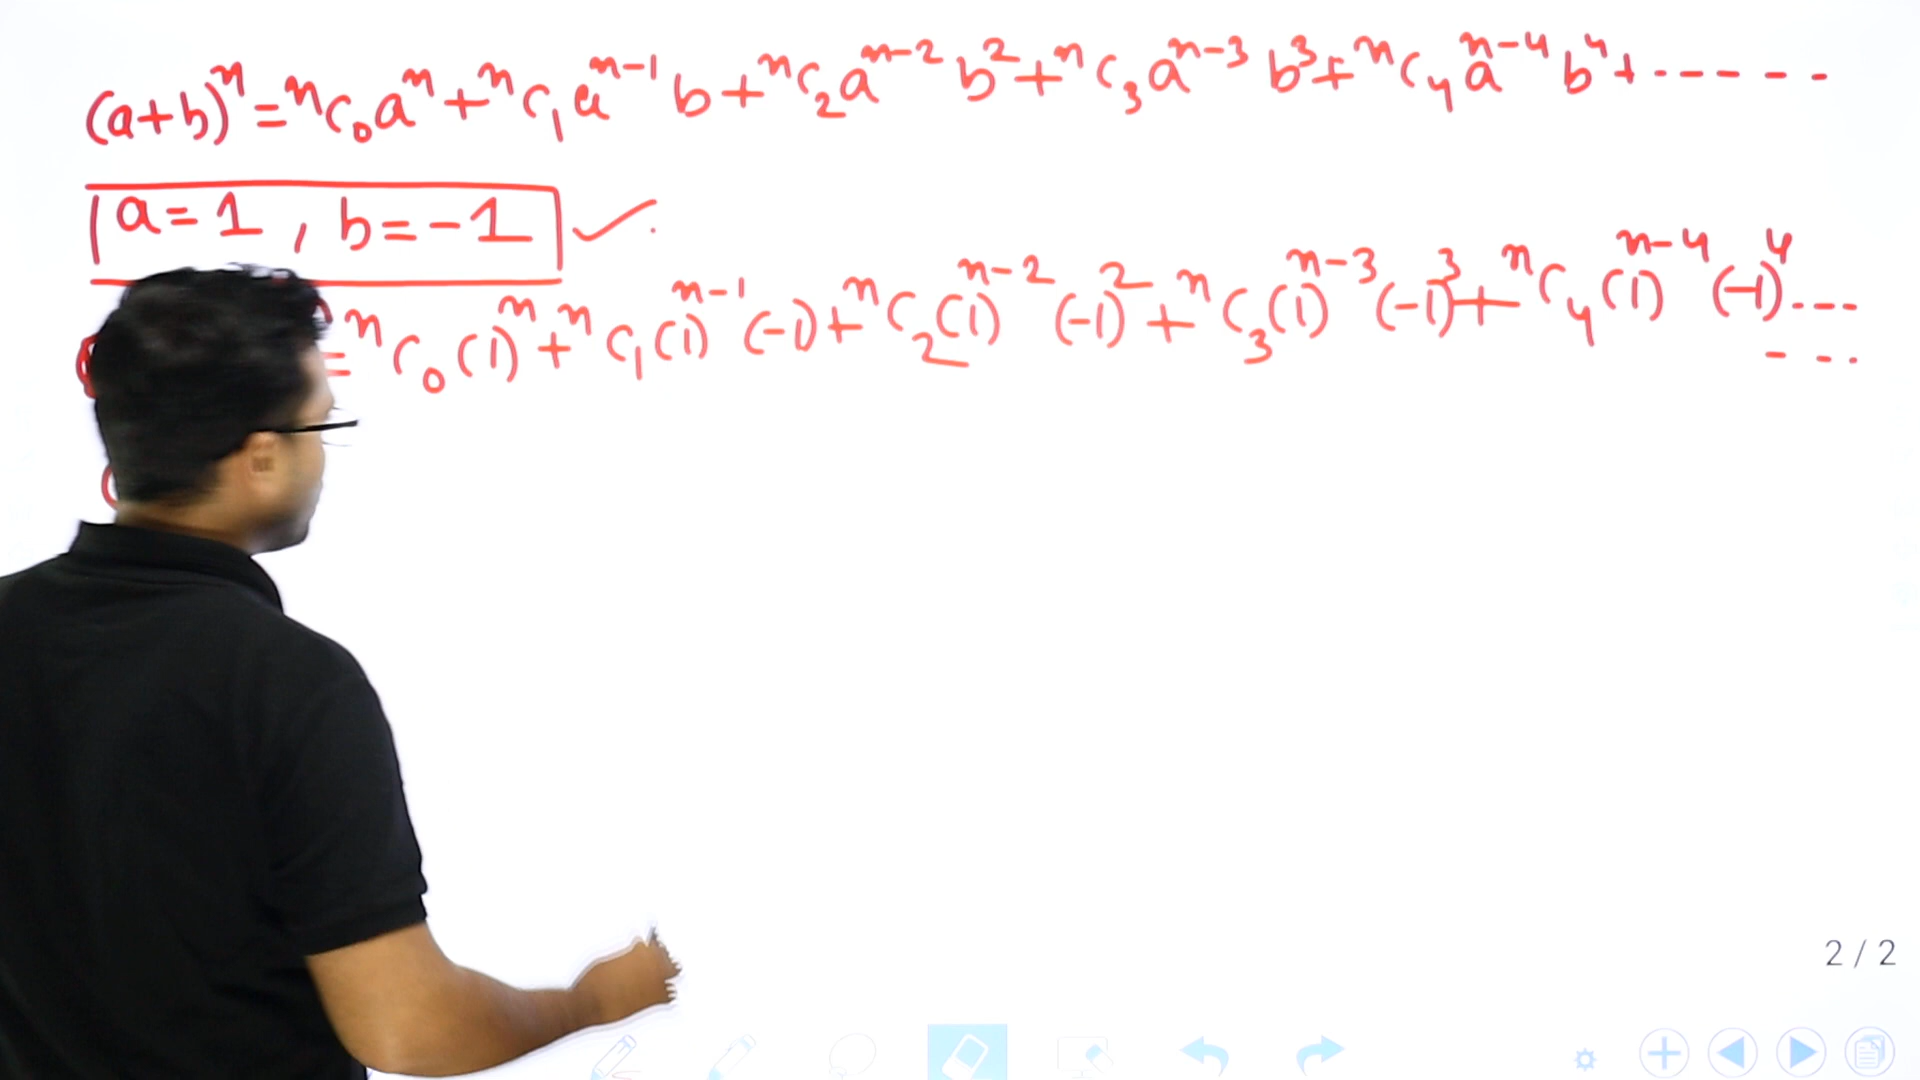 (a+b)ⁿ = ⁿC₀aⁿ + ⁿC₁aⁿ⁻¹b + ⁿC₂aⁿ⁻²b² + ⁿC₃aⁿ⁻³b³ + ⁿC₄aⁿ⁻⁴b⁴ + ------
a = 1 , b = -1 ✓.
= ⁿC₀(1)ⁿ + ⁿC₁(1)ⁿ⁻¹(-1) + ⁿC₂(1)ⁿ⁻²(-1)² + ⁿC₃(1)ⁿ⁻³(-1)³ + ⁿC₄(1)ⁿ⁻⁴(-1)⁴ ...
---
2 / 2